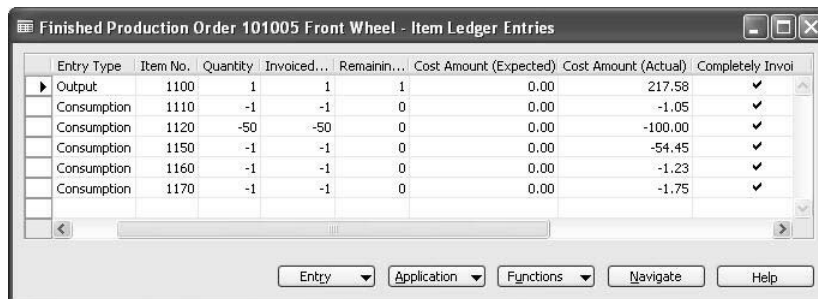 Finished Production Order 101005 Front Wheel - Item Ledger Entries
Entry Type Item No. Quantity Invoiced... Remainin... Cost Amount (Expected) Cost Amount (Actual) Completely Invoi
Output 1100 1 1 1 0.00 217.58 ✔
Consumption 1110 -1 -1 0 0.00 -1.05 ✔
Consumption 1120 -50 -50 0 0.00 -100.00 ✔
Consumption 1150 -1 -1 0 0.00 -54.45 ✔
Consumption 1160 -1 -1 0 0.00 -1.23 ✔
Consumption 1170 -1 -1 0 0.00 -1.75 ✔
Entry Application Functions Navigate Help